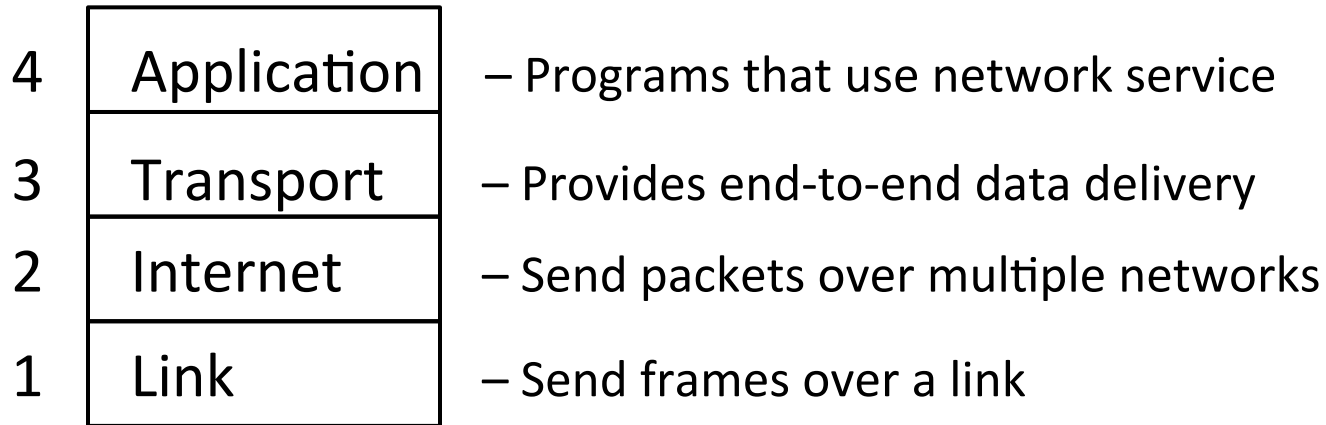 4 Application – Programs that use network service
3 Transport – Provides end-to-end data delivery
2 Internet – Send packets over multiple networks
1 Link – Send frames over a link